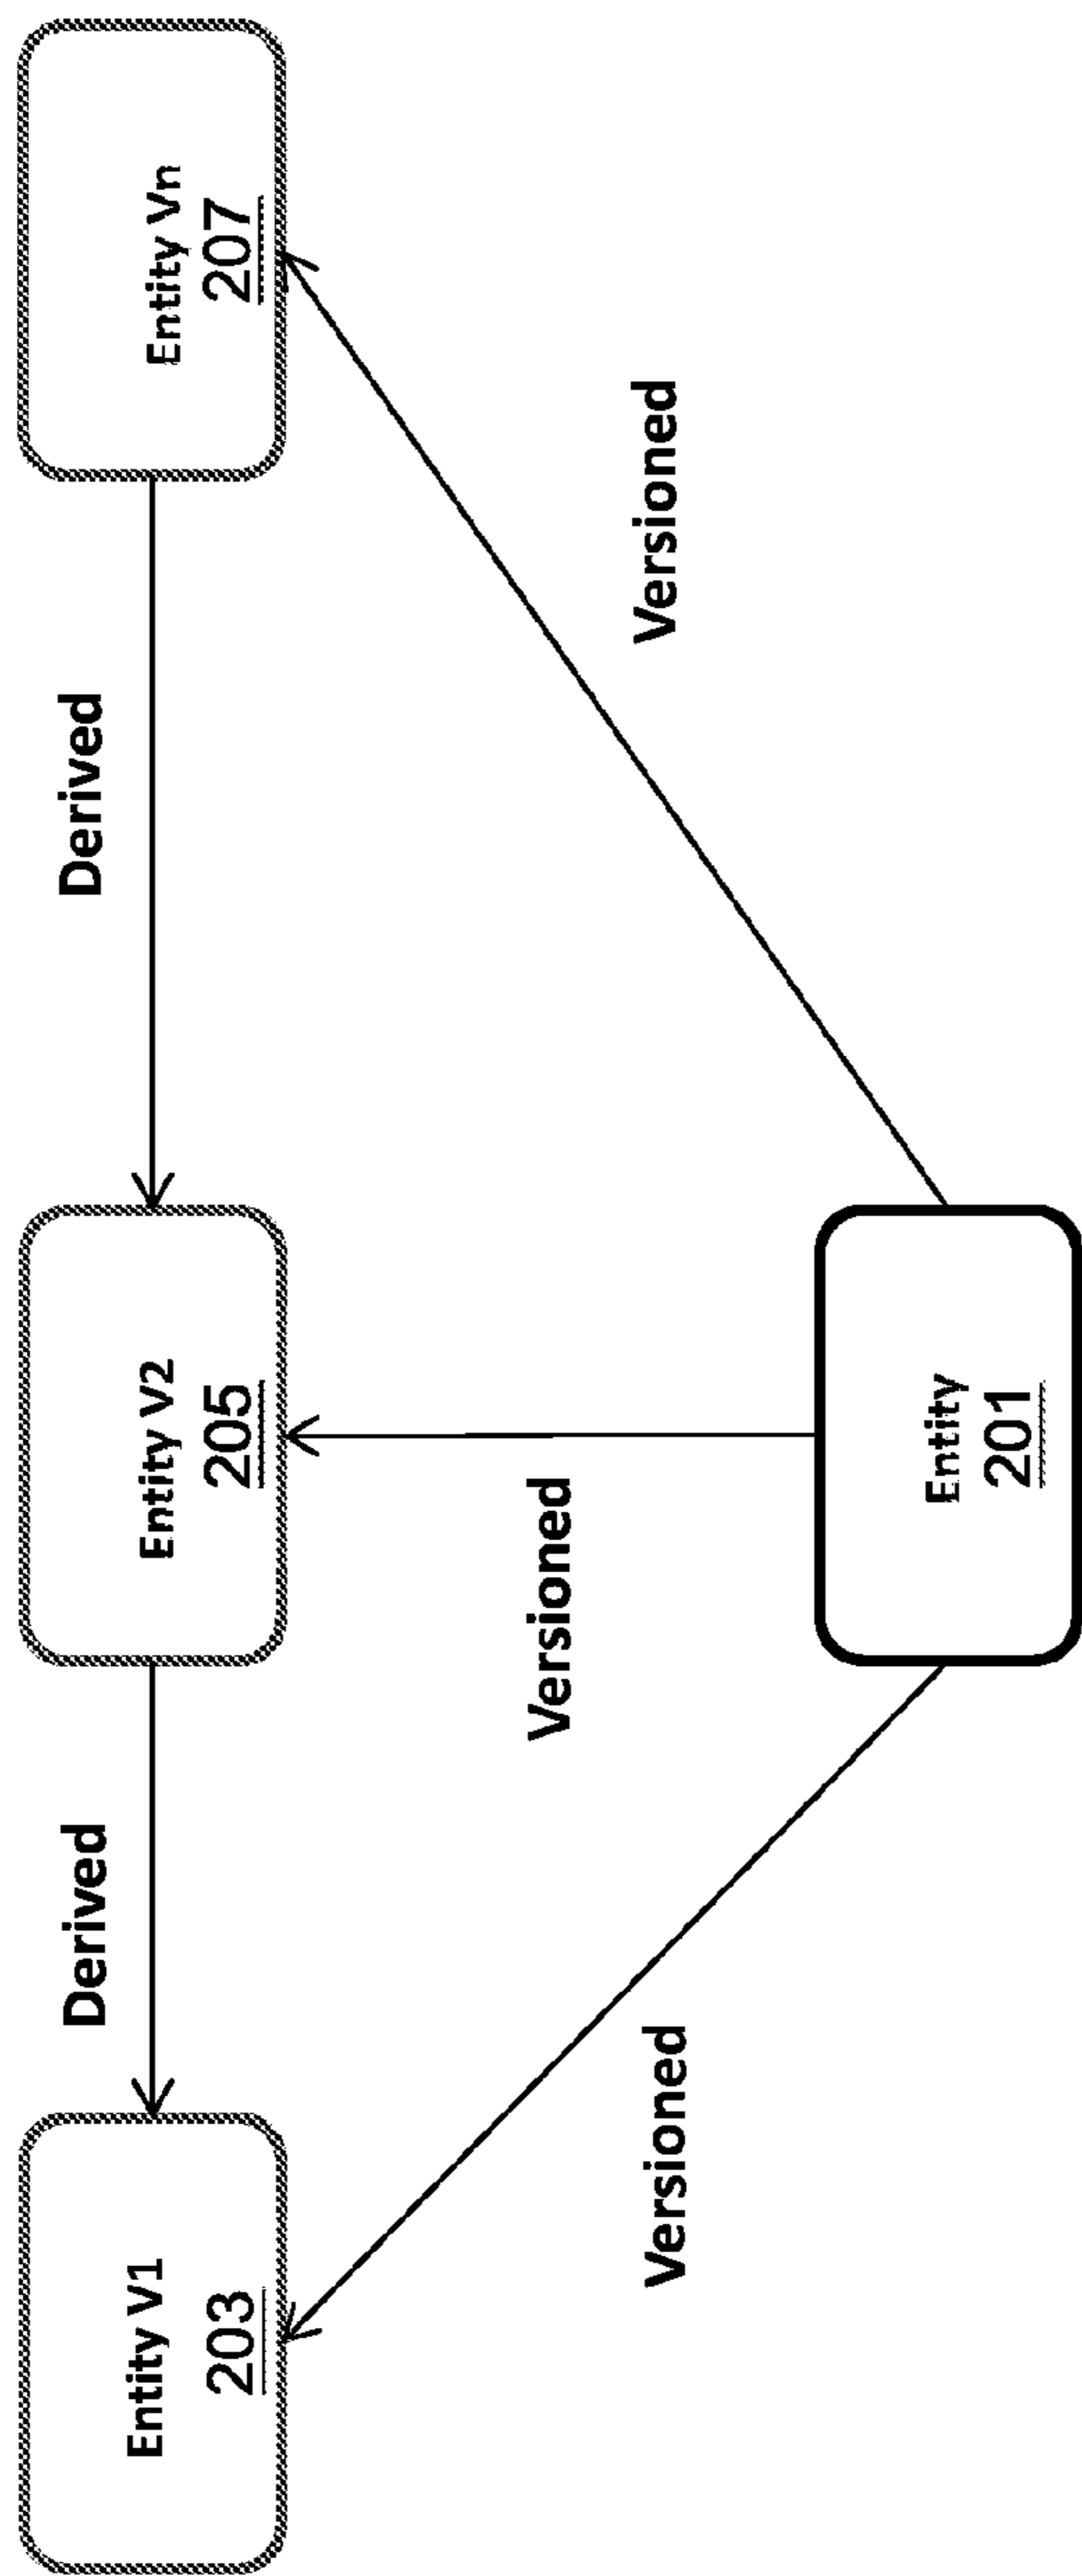 Derived
Derived
Entity V1
203
Entity V2
205
Entity Vn
207
Versioned
Versioned
Versioned
Entity
201